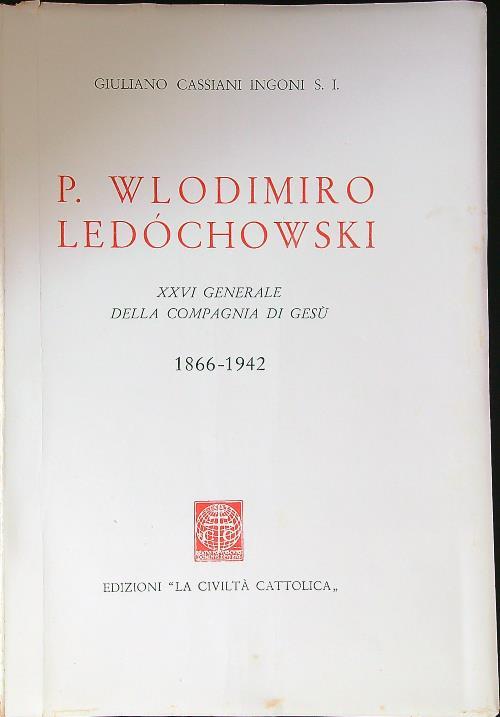 GIULIANO CASSIANI INGONI S. I.
P. WLODIMIRO
LEDÓCHOWSKI
XXVI GENERALE
DELLA COMPAGNIA DI GESÙ
1866-1942
EDIZIONI "LA CIVILTÀ CATTOLICA„